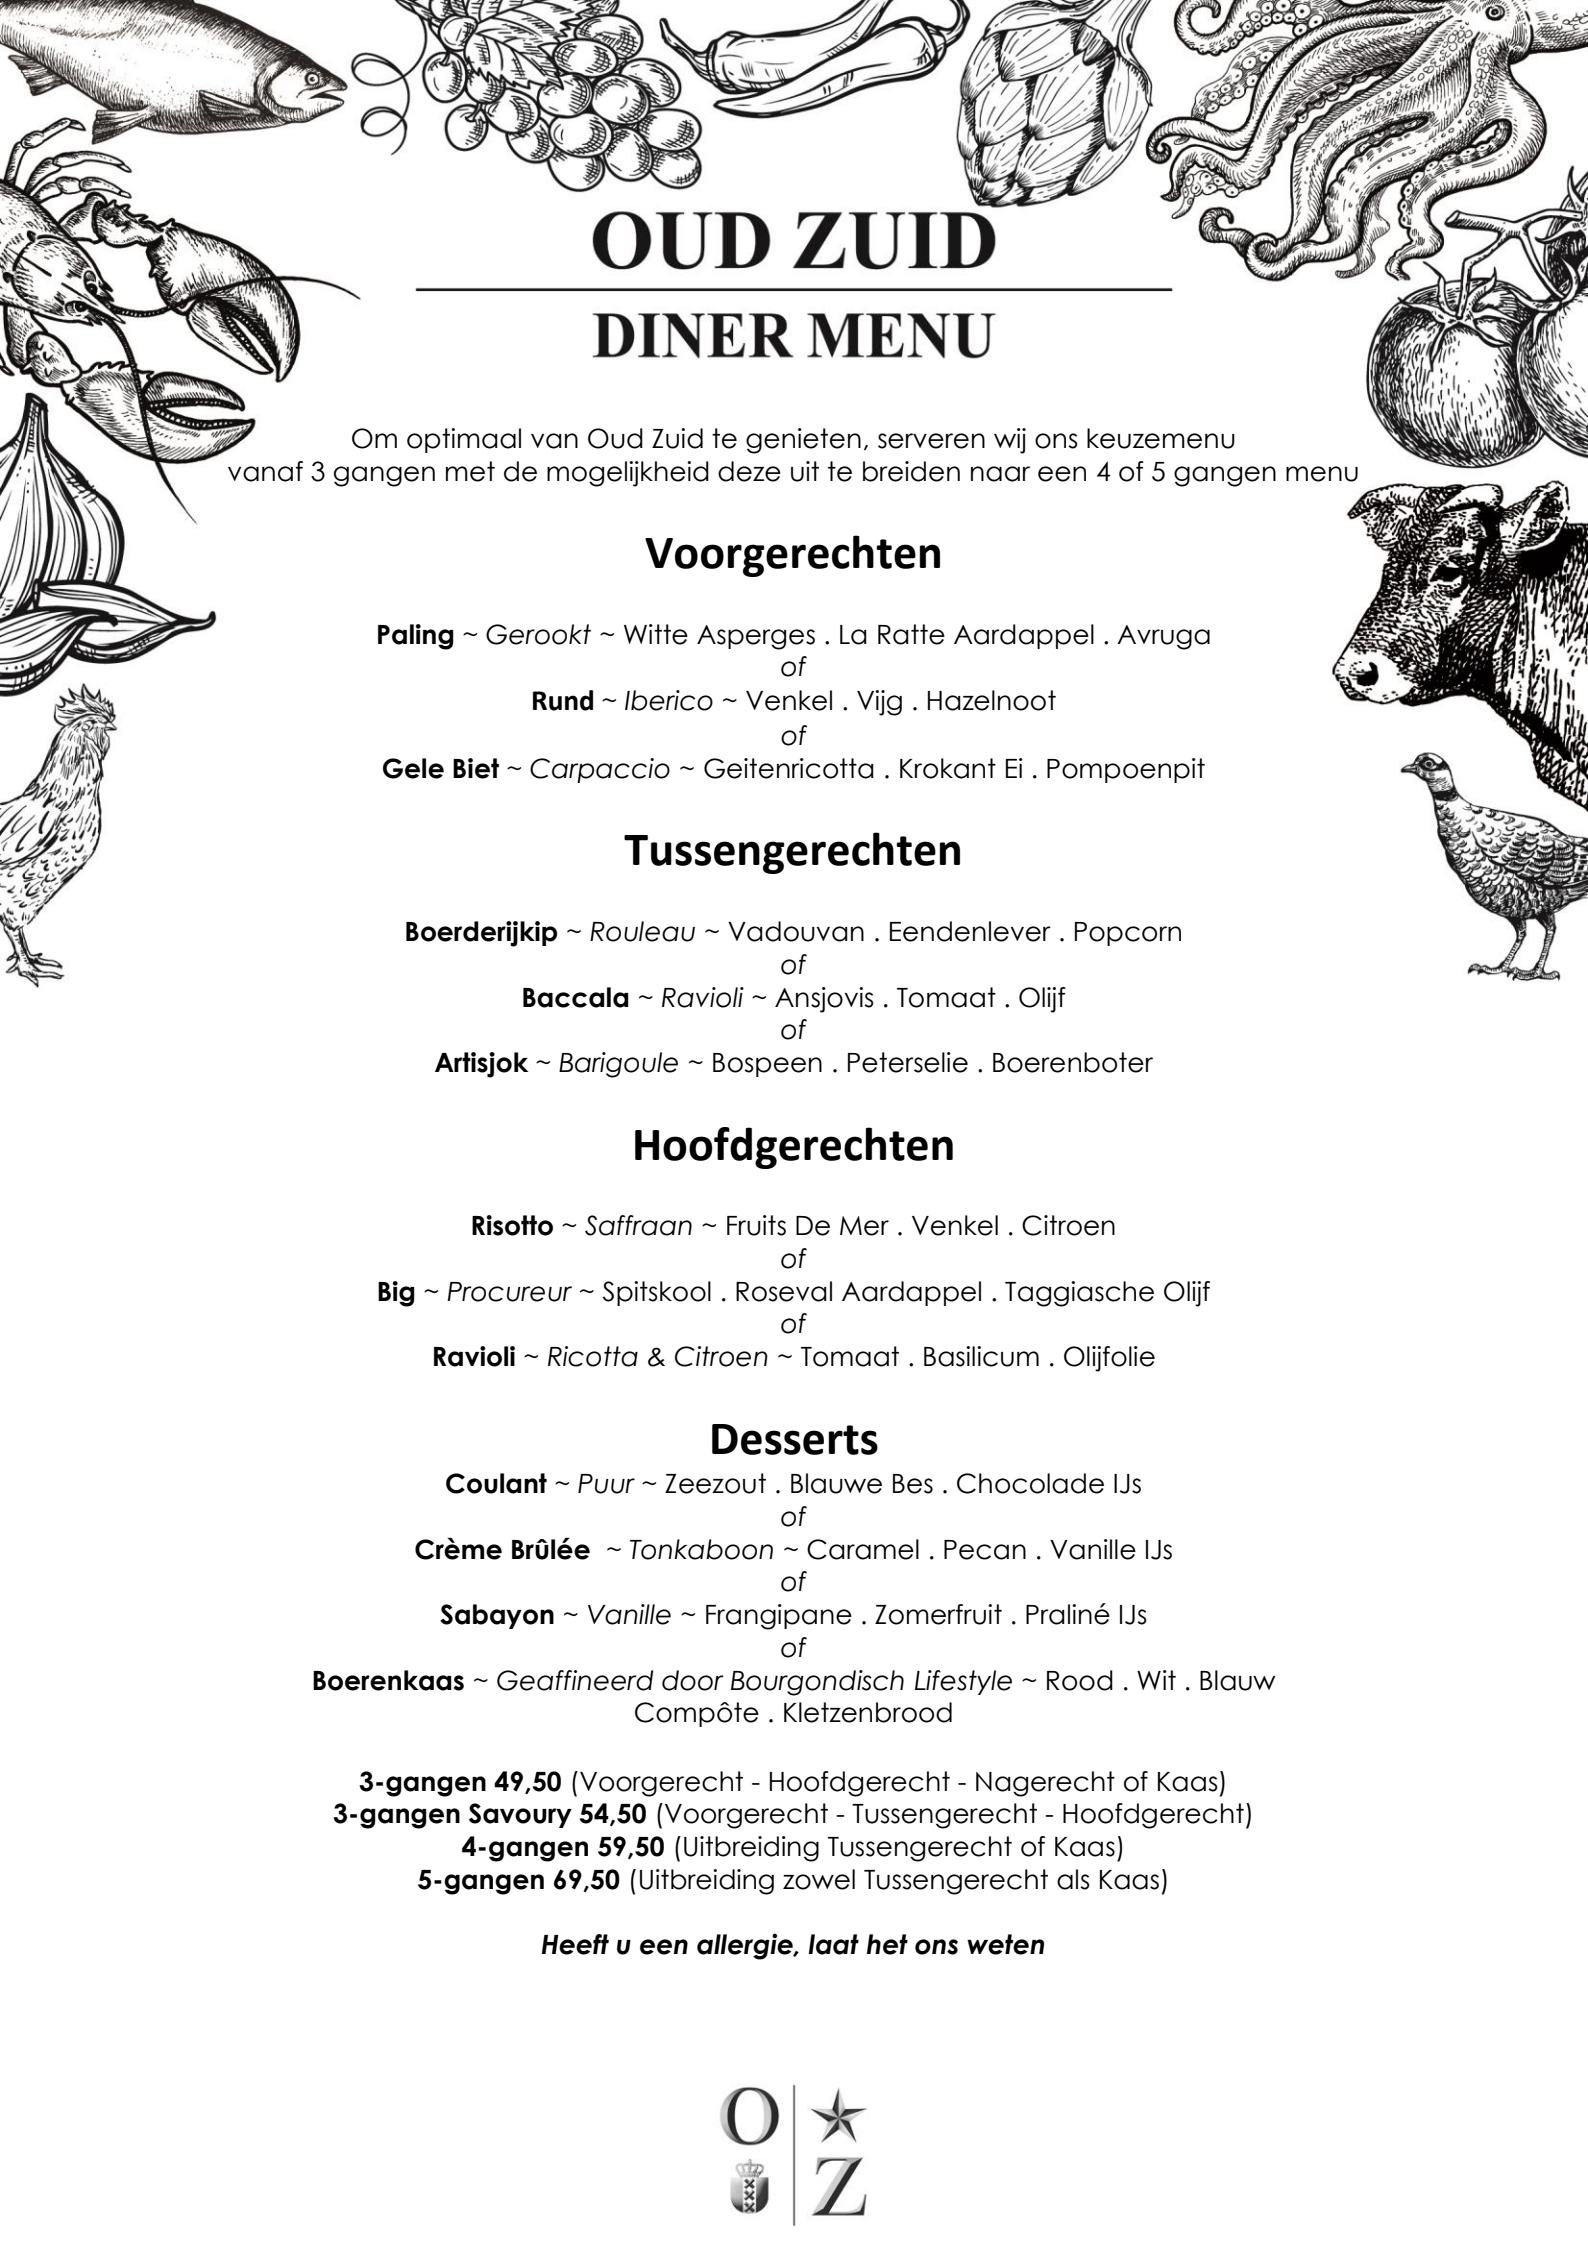 OUD ZUID
DINER MENU
Om optimaal van Oud Zuid te genieten, serveren wij ons keuzemenu
vanaf 3 gangen met de mogelijkheid deze uit te breiden naar een 4 of 5 gangen menu
Voorgerechten
Paling ~ Gerookt ~ Witte Asperges . La Ratte Aardappel . Avruga
of
Rund ~ Iberico ~ Venkel . Vijg . Hazelnoot
of
Gele Biet ~ Carpaccio ~ Geitenricotta . Krokant Ei . Pompoenpit
Tussengerechten
Boerderijkip ~ Rouleau ~ Vadouvan . Eendenlever . Popcorn
of
Baccala ~ Ravioli ~ Ansjovis . Tomaat . Olijf
of
Artisjok ~ Barigoule ~ Bospeen . Peterselie . Boerenboter
Hoofdgerechten
Risotto ~ Saffraan ~ Fruits De Mer . Venkel . Citroen
of
Big ~ Procureur ~ Spitskool . Roseval Aardappel . Taggiasche Olijf
of
Ravioli ~ Ricotta & Citroen ~ Tomaat . Basilicum . Olijfolie
Desserts
Coulant ~ Puur ~ Zeezout . Blauwe Bes . Chocolade IJs
of
Crème Brûlée ~ Tonkaboon ~ Caramel . Pecan . Vanille IJs
of
Sabayon ~ Vanille ~ Frangipane . Zomerfruit . Praliné IJs
of
Boerenkaas ~ Geaffineerd door Bourgondisch Lifestyle ~ Rood . Wit . Blauw
Compôte . Kletzenbrood
3-gangen 49,50 (Voorgerecht - Hoofdgerecht - Nagerecht of Kaas)
3-gangen Savoury 54,50 (Voorgerecht - Tussengerecht - Hoofdgerecht)
4-gangen 59,50 (Uitbreiding Tussengerecht of Kaas)
5-gangen 69,50 (Uitbreiding zowel Tussengerecht als Kaas)
Heeft u een allergie, laat het ons weten
O
Z